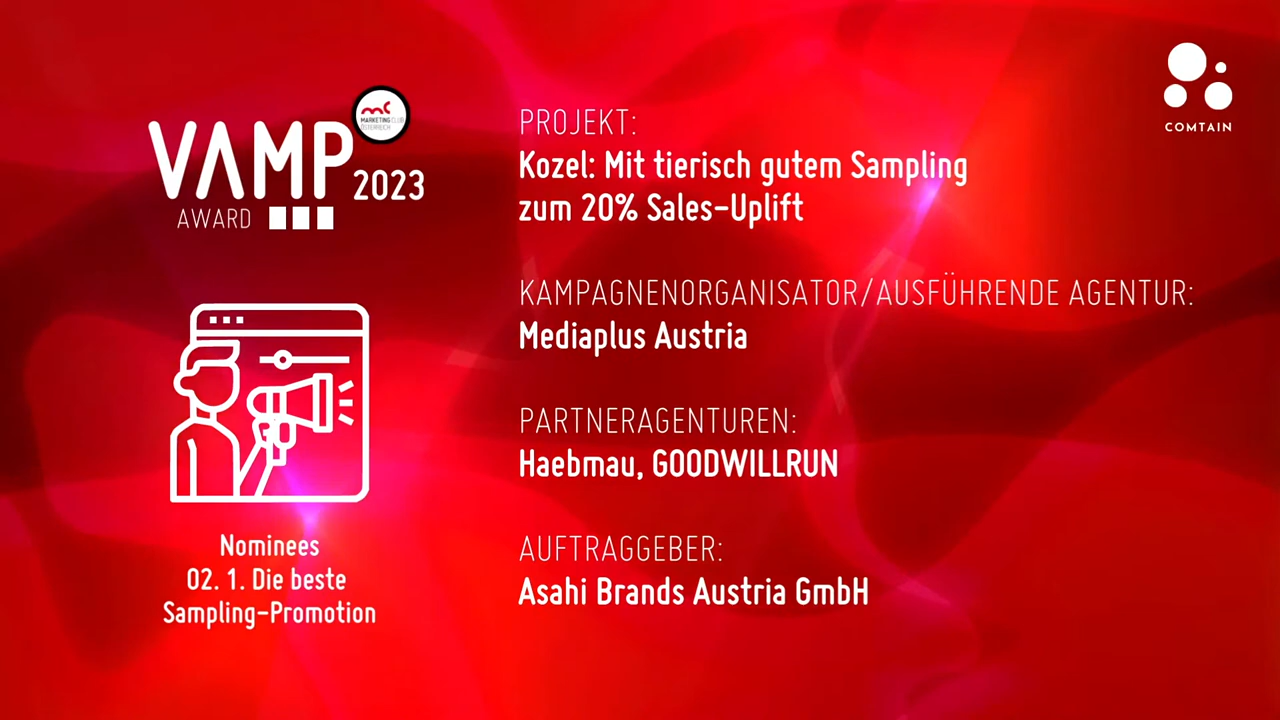 VAMP
2023
AWARD
MARKETING CLUB
ÖSTERREICH
Nominees
02. 1. Die beste
Sampling-Promotion
PROJEKT:
Kozel: Mit tierisch gutem Sampling
zum 20% Sales-Uplift
KAMPAGNENORGANISATOR/AUSFÜHRENDE AGENTUR:
Mediaplus Austria
PARTNERAGENTUREN:
Haebmau, GOODWILLRUN
AUFTRAGGEBER:
Asahi Brands Austria GmbH
COMTAIN